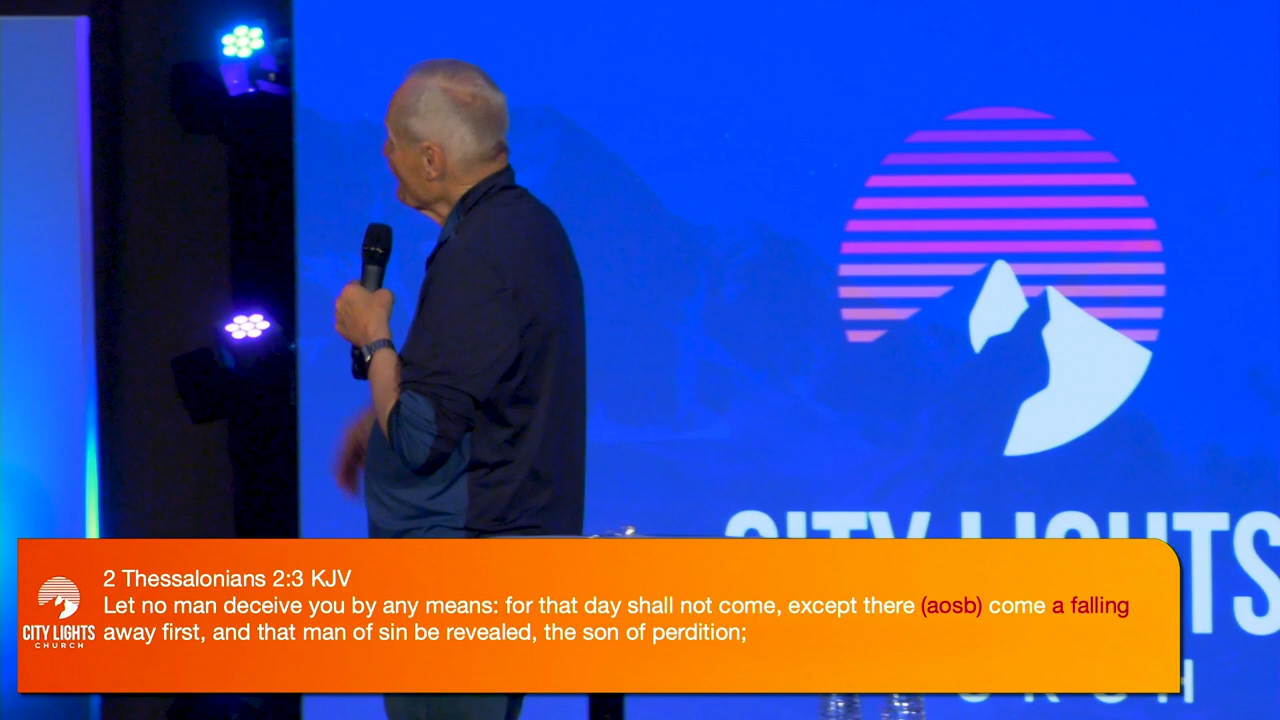 CITY LIGHTS
2 Thessalonians 2:3 KJV
Let no man deceive you by any means: for that day shall not come, except there (aosb) come a falling
away first, and that man of sin be revealed, the son of perdition;
CITY LIGHTS
CHURCH